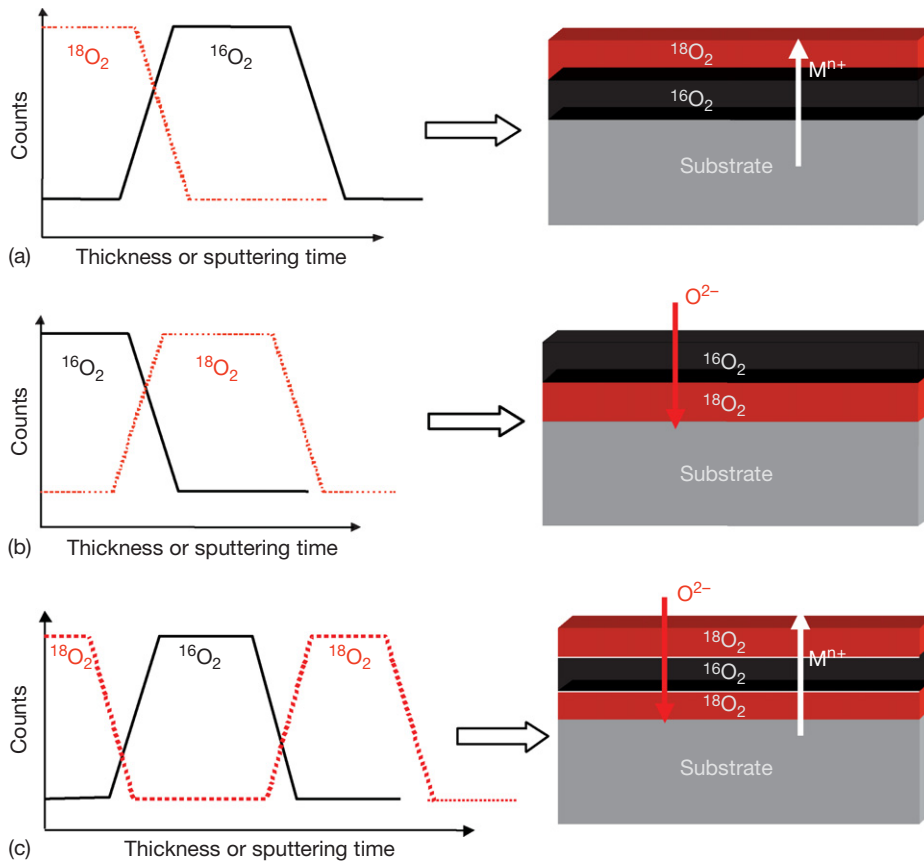 ¹⁸O₂
¹⁶O₂
Counts
Thickness or sputtering time
(a)
¹⁸O₂
Mⁿ⁺
¹⁶O₂
Substrate
¹⁶O₂
¹⁸O₂
Counts
Thickness or sputtering time
(b)
O²⁻
¹⁶O₂
¹⁸O₂
Substrate
¹⁸O₂
¹⁶O₂
¹⁸O₂
Counts
Thickness or sputtering time
(c)
O²⁻
¹⁸O₂
Mⁿ⁺
¹⁶O₂
¹⁸O₂
Substrate